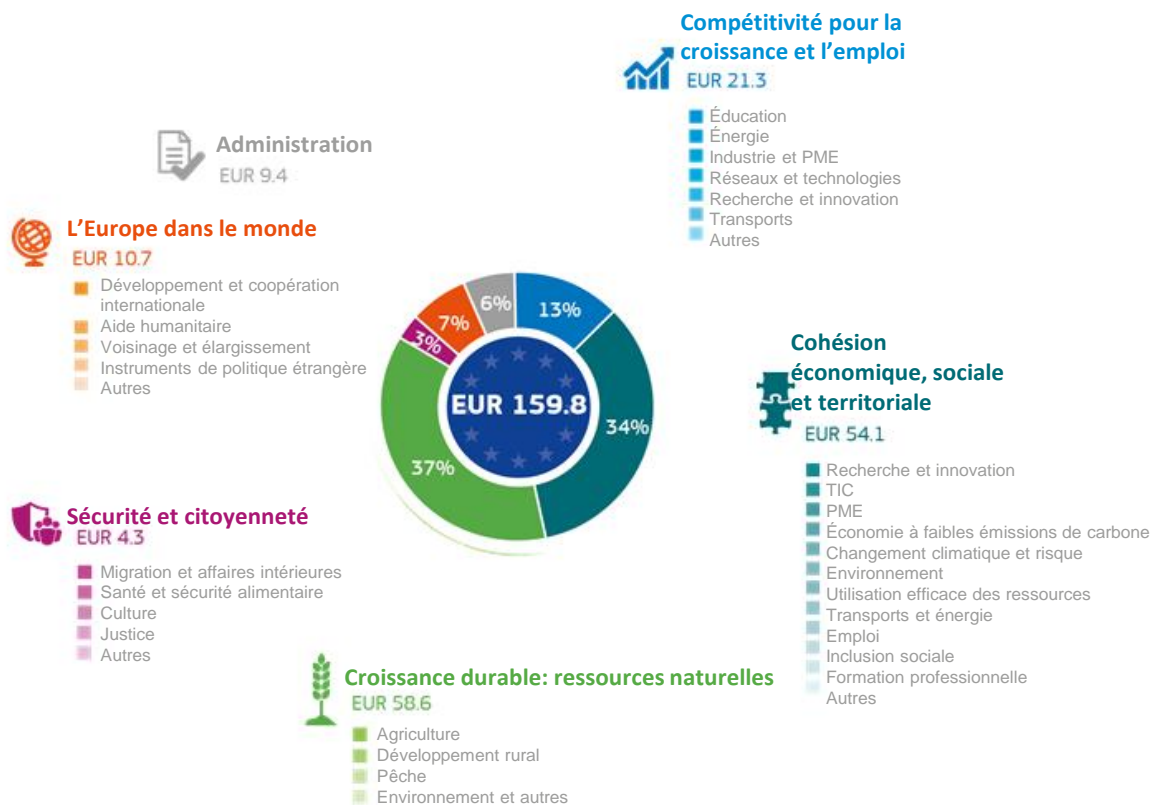 Compétitivité pour la
croissance et l’emploi
EUR 21.3
Éducation
Énergie
Industrie et PME
Réseaux et technologies
Recherche et innovation
Transports
Autres
Administration
EUR 9.4
L’Europe dans le monde
EUR 10.7
Développement et coopération
internationale
Aide humanitaire
Voisinage et élargissement
Instruments de politique étrangère
Autres
6%
13%
7%
3%
EUR 159.8
34%
37%
Cohésion
économique, sociale
et territoriale
EUR 54.1
Recherche et innovation
TIC
PME
Économie à faibles émissions de carbone
Changement climatique et risque
Environnement
Utilisation efficace des ressources
Transports et énergie
Emploi
Inclusion sociale
Formation professionnelle
Autres
Sécurité et citoyenneté
EUR 4.3
Migration et affaires intérieures
Santé et sécurité alimentaire
Culture
Justice
Autres
Croissance durable: ressources naturelles
EUR 58.6
Agriculture
Développement rural
Pêche
Environnement et autres